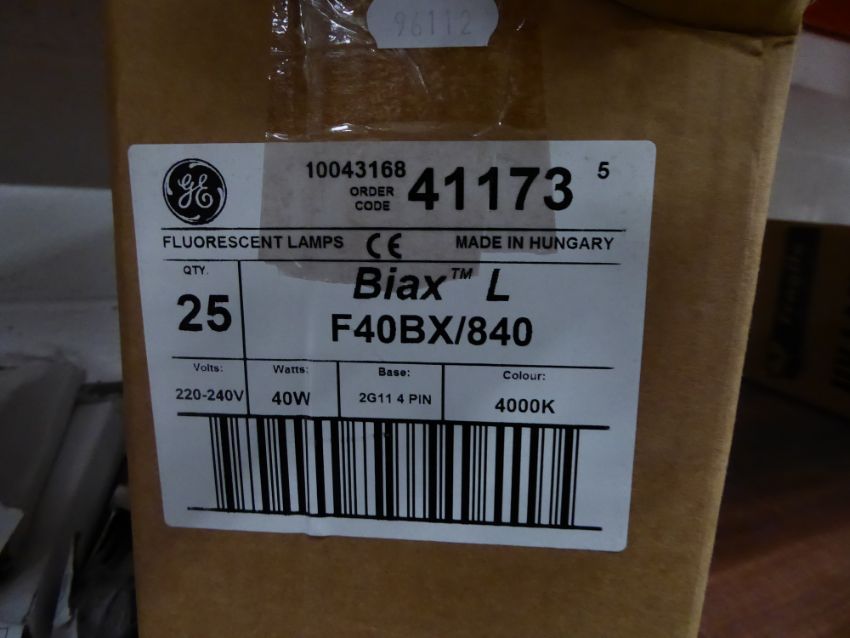 96112
GE
10043168
ORDER CODE 41173 5
FLUORESCENT LAMPS CE MADE IN HUNGARY
QTY.
25
Biax™ L
F40BX/840
Volts: Watts: Base: Colour:
220-240V 40W 2G11 4 PIN 4000K